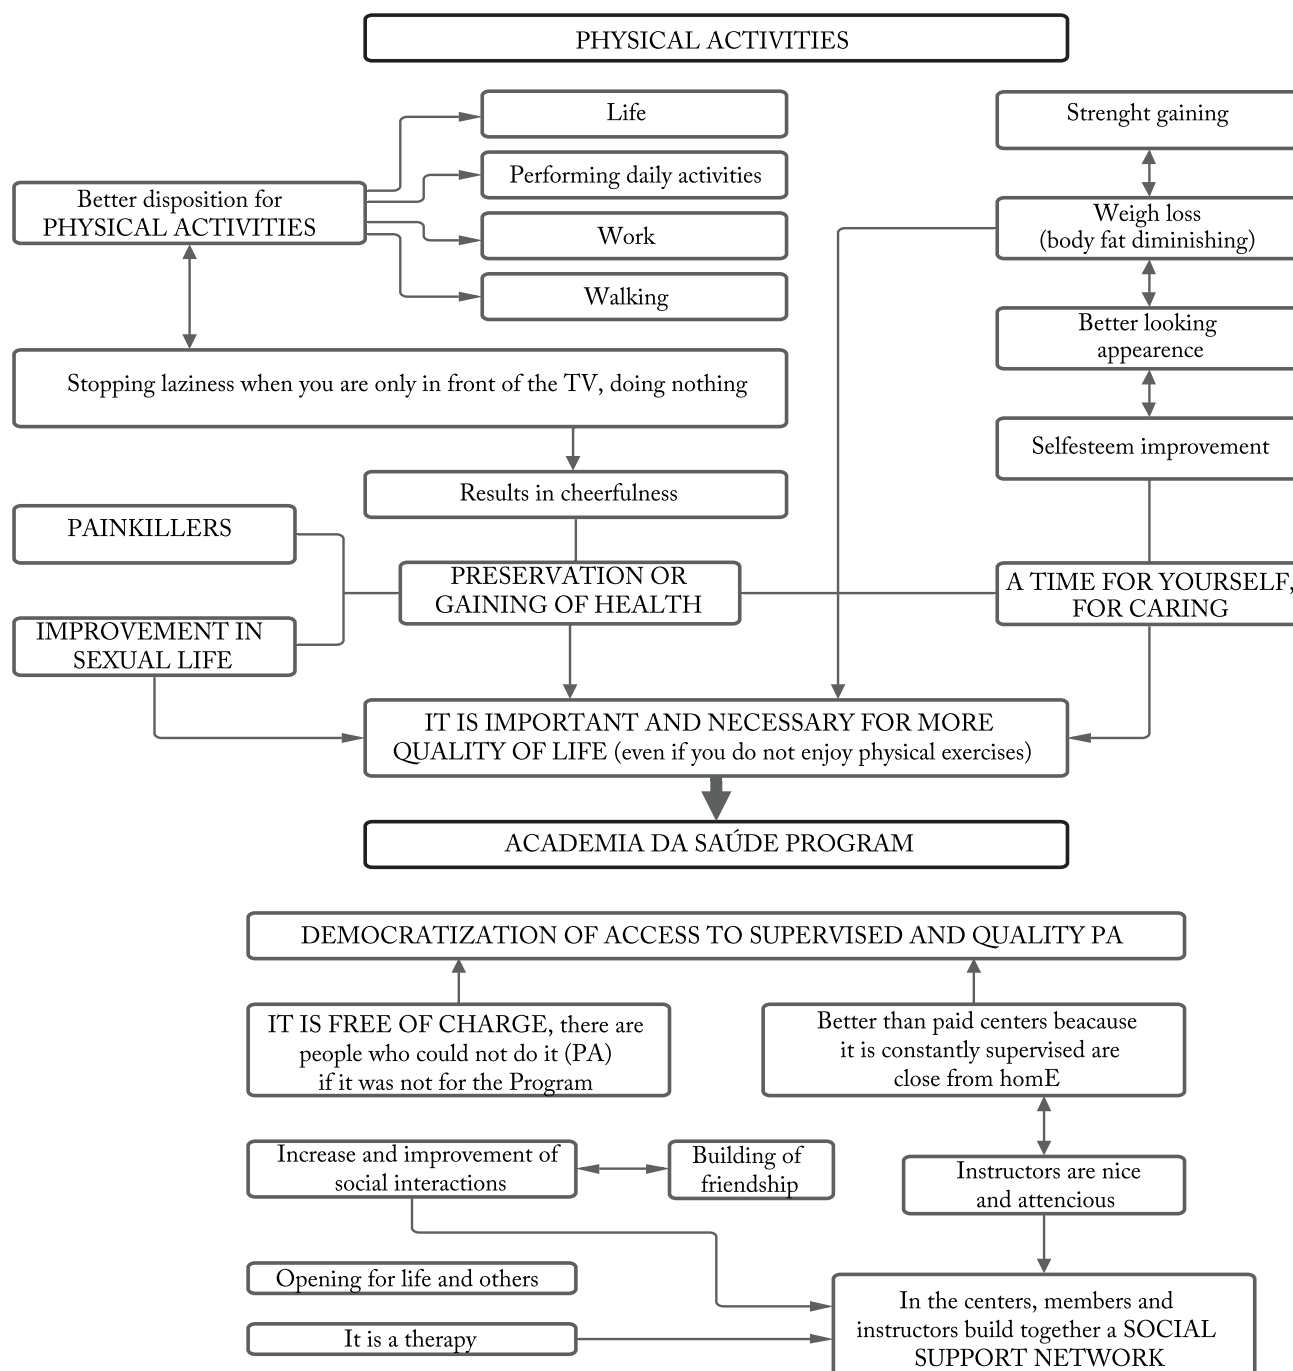 PHYSICAL ACTIVITIES
Life
Strenght gaining
Performing daily activities
Better disposition for
PHYSICAL ACTIVITIES
Weigh loss
(body fat diminishing)
Work
Walking
Better looking
appearence
Stopping laziness when you are only in front of the TV, doing nothing
Selfesteem improvement
Results in cheerfulness
PAINKILLERS
PRESERVATION OR
GAINING OF HEALTH
A TIME FOR YOURSELF,
FOR CARING
IMPROVEMENT IN
SEXUAL LIFE
IT IS IMPORTANT AND NECESSARY FOR MORE
QUALITY OF LIFE (even if you do not enjoy physical exercises)
ACADEMIA DA SAÚDE PROGRAM
DEMOCRATIZATION OF ACCESS TO SUPERVISED AND QUALITY PA
IT IS FREE OF CHARGE, there are
people who could not do it (PA)
if it was not for the Program
Better than paid centers beacause
it is constantly supervised are
close from homE
Increase and improvement of
social interactions
Building of
friendship
Instructors are nice
and attencious
Opening for life and others
It is a therapy
In the centers, members and
instructors build together a SOCIAL
SUPPORT NETWORK